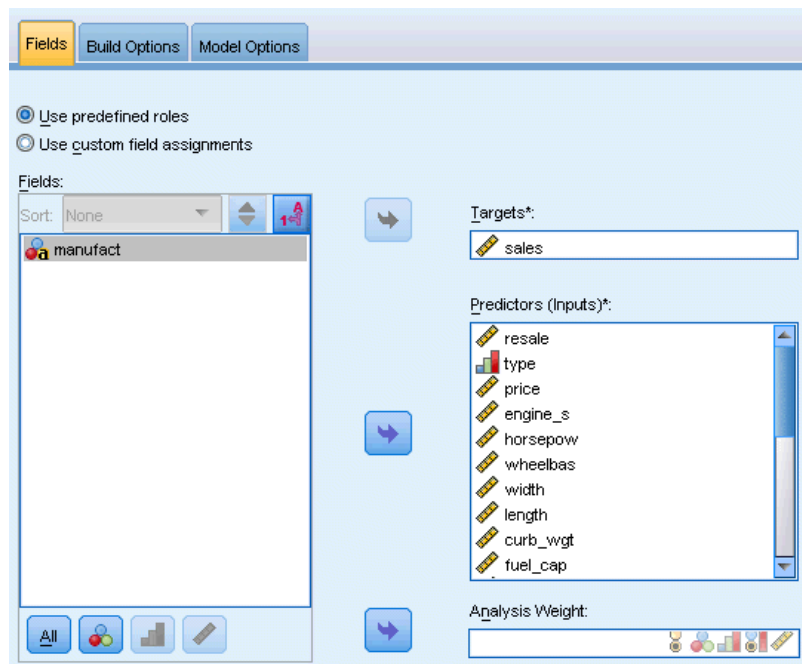 Fields Build Options Model Options
Use predefined roles
Use custom field assignments
Fields:
Sort: None
manufact
All
Targets*:
sales
Predictors (Inputs)*:
resale
type
price
engine_s
horsepow
wheelbas
width
length
curb_wgt
fuel_cap
Analysis Weight: